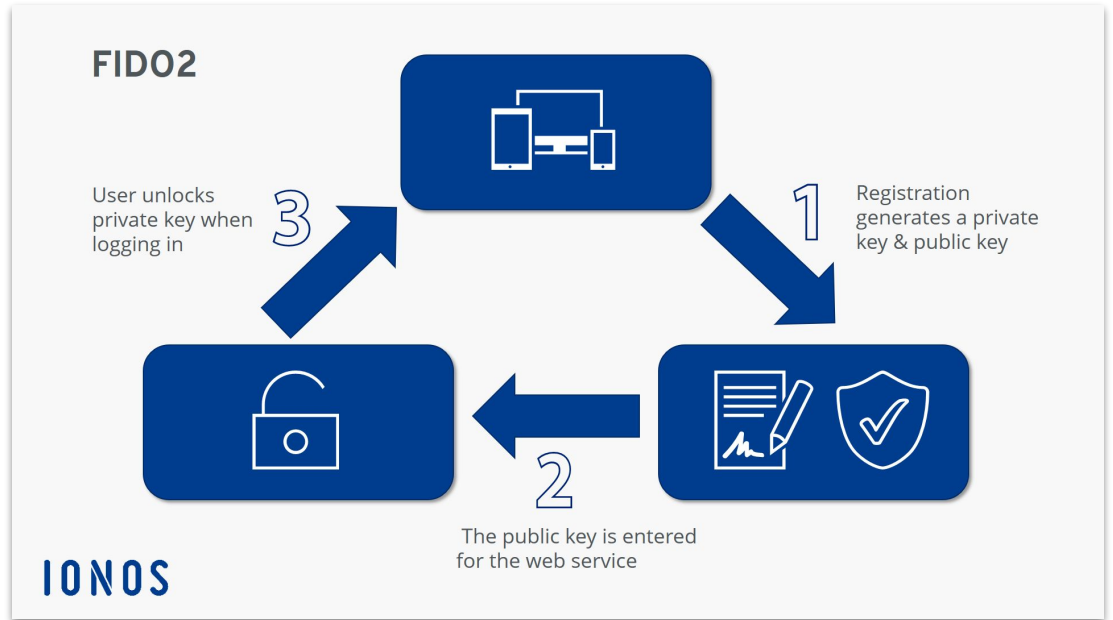 FIDO2
1
Registration
generates a private
key & public key
2
The public key is entered
for the web service
3
User unlocks
private key when
logging in
IONOS